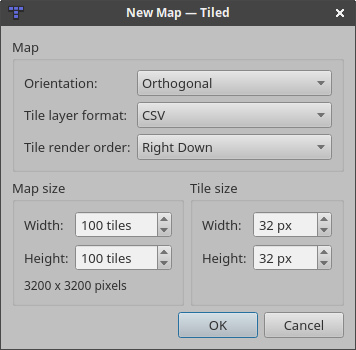 New Map — Tiled
Map
Orientation: Orthogonal
Tile layer format: CSV
Tile render order: Right Down
Map size Tile size
Width: 100 tiles Width: 32 px
Height: 100 tiles Height: 32 px
3200 x 3200 pixels
OK Cancel